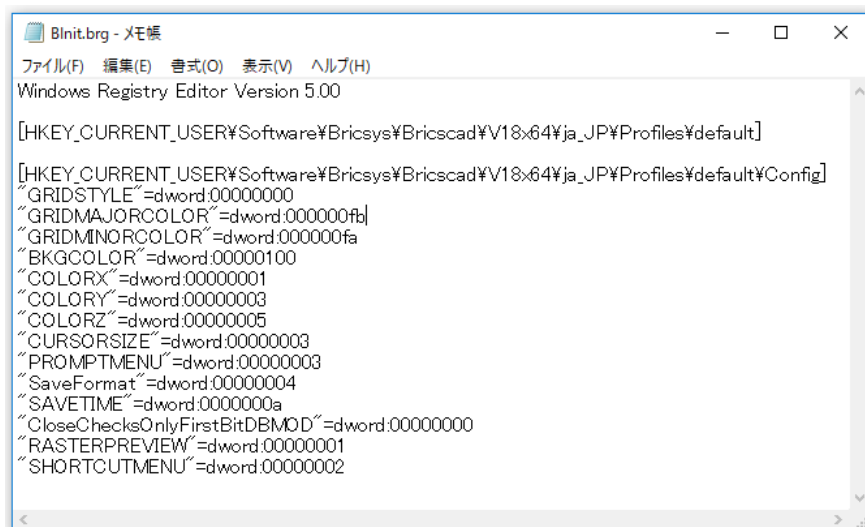 BInit.brg - メモ帳
ファイル(F) 編集(E) 書式(O) 表示(V) ヘルプ(H)
Windows Registry Editor Version 5.00
[HKEY_CURRENT_USER¥Software¥Bricsys¥Bricscad¥V18x64¥ja_JP¥Profiles¥default]
[HKEY_CURRENT_USER¥Software¥Bricsys¥Bricscad¥V18x64¥ja_JP¥Profiles¥default¥Config]
"GRIDSTYLE"=dword:00000000
"GRIDMAJORCOLOR"=dword:000000fb
"GRIDMINORCOLOR"=dword:000000fa
"BKGCOLOR"=dword:00000100
"COLORX"=dword:00000001
"COLORY"=dword:00000003
"COLORZ"=dword:00000005
"CURSORSIZE"=dword:00000003
"PROMPTMENU"=dword:00000003
"SaveFormat"=dword:00000004
"SAVETIME"=dword:0000000a
"CloseChecksOnlyFirstBitDBMOD"=dword:00000000
"RASTERPREVIEW"=dword:00000001
"SHORTCUTMENU"=dword:00000002